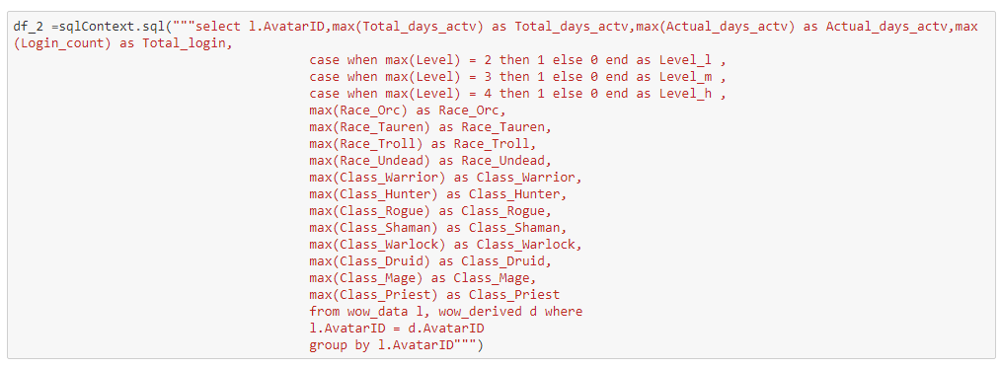 df_2 =sqlContext.sql("""select l.AvatarID,max(Total_days_actv) as Total_days_actv,max(Actual_days_actv) as Actual_days_actv,max
(Login_count) as Total_login,
case when max(Level) = 2 then 1 else 0 end as Level_l ,
case when max(Level) = 3 then 1 else 0 end as Level_m ,
case when max(Level) = 4 then 1 else 0 end as Level_h ,
max(Race_Orc) as Race_Orc,
max(Race_Tauren) as Race_Tauren,
max(Race_Troll) as Race_Troll,
max(Race_Undead) as Race_Undead,
max(Class_Warrior) as Class_Warrior,
max(Class_Hunter) as Class_Hunter,
max(Class_Rogue) as Class_Rogue,
max(Class_Shaman) as Class_Shaman,
max(Class_Warlock) as Class_Warlock,
max(Class_Druid) as Class_Druid,
max(Class_Mage) as Class_Mage,
max(Class_Priest) as Class_Priest
from wow_data l, wow_derived d where
l.AvatarID = d.AvatarID
group by l.AvatarID""")